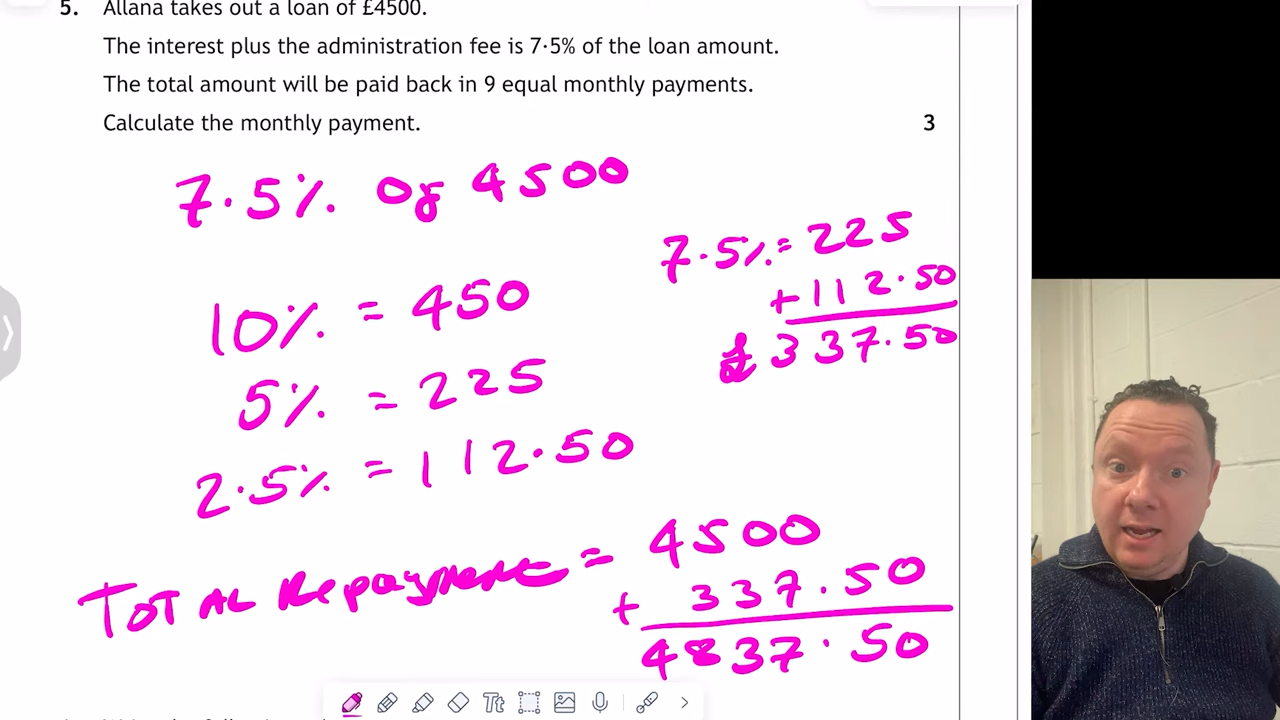 5. Allana takes out a loan of £4500.
The interest plus the administration fee is 7·5% of the loan amount.
The total amount will be paid back in 9 equal monthly payments.
Calculate the monthly payment.
3
7.5% Of 4500
10% = 450
5% = 225
2.5% = 112.50
7.5% = 225
+112.50
£337.50
TOTAL Repayment = 4500
+ 337.50
4837.50
Tt